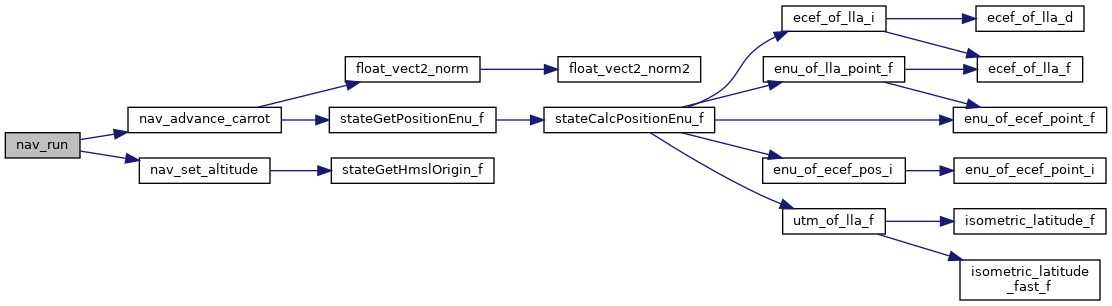 nav_run
nav_advance_carrot
nav_set_altitude
float_vect2_norm
stateGetPositionEnu_f
stateGetHmslOrigin_f
float_vect2_norm2
stateCalcPositionEnu_f
ecef_of_lla_i
enu_of_lla_point_f
enu_of_ecef_pos_i
utm_of_lla_f
ecef_of_lla_d
ecef_of_lla_f
enu_of_ecef_point_f
enu_of_ecef_point_i
isometric_latitude_f
isometric_latitude
_fast_f